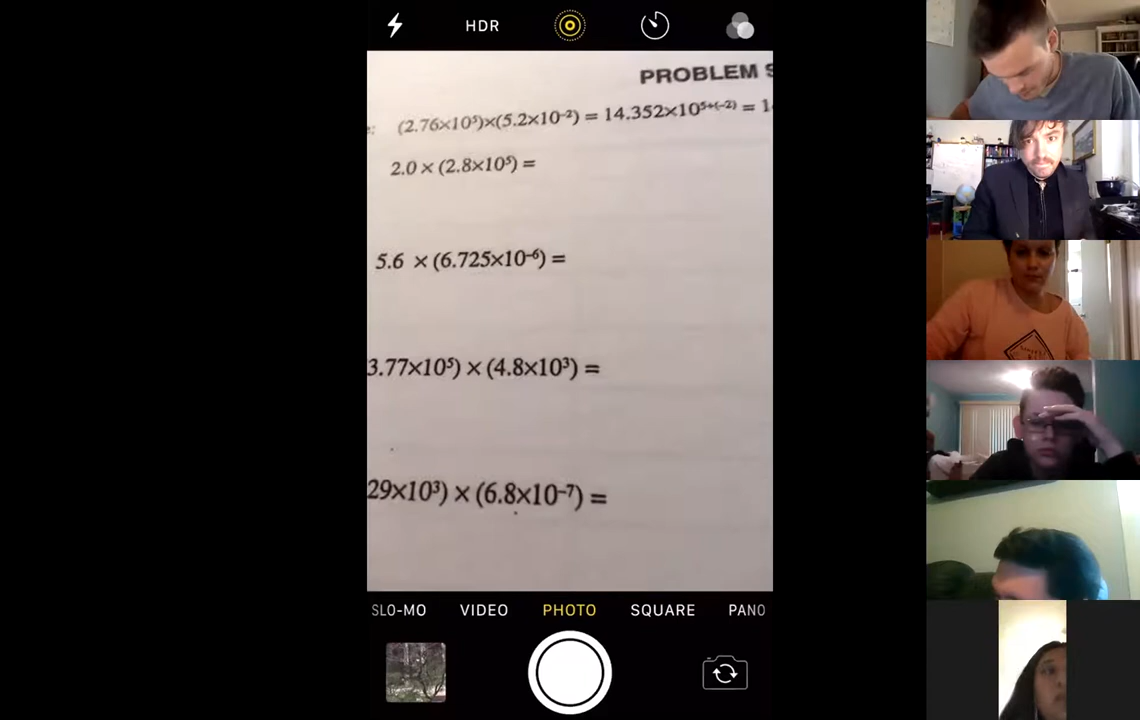 HDR
PROBLEM S
e: (2.76×10⁵)×(5.2×10⁻²) = 14.352×10⁵⁺⁽⁻²⁾ = 1
2.0 × (2.8×10⁵) =
5.6 × (6.725×10⁻⁶) =
3.77×10⁵) × (4.8×10³) =
29×10³) × (6.8×10⁻⁷) =
SLO-MO VIDEO PHOTO SQUARE PANO